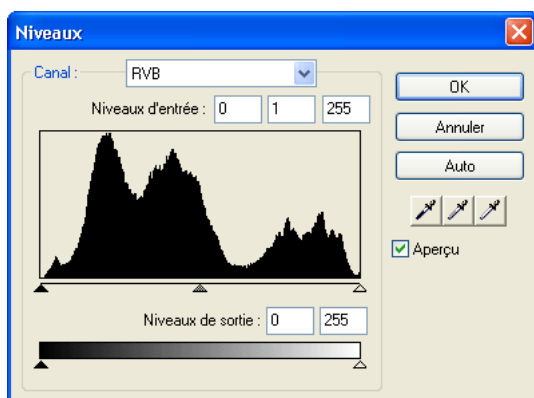 Niveaux
Canal : RVB
Niveaux d'entrée : 0 1 255
OK
Annuler
Auto
Aperçu
Niveaux de sortie : 0 255